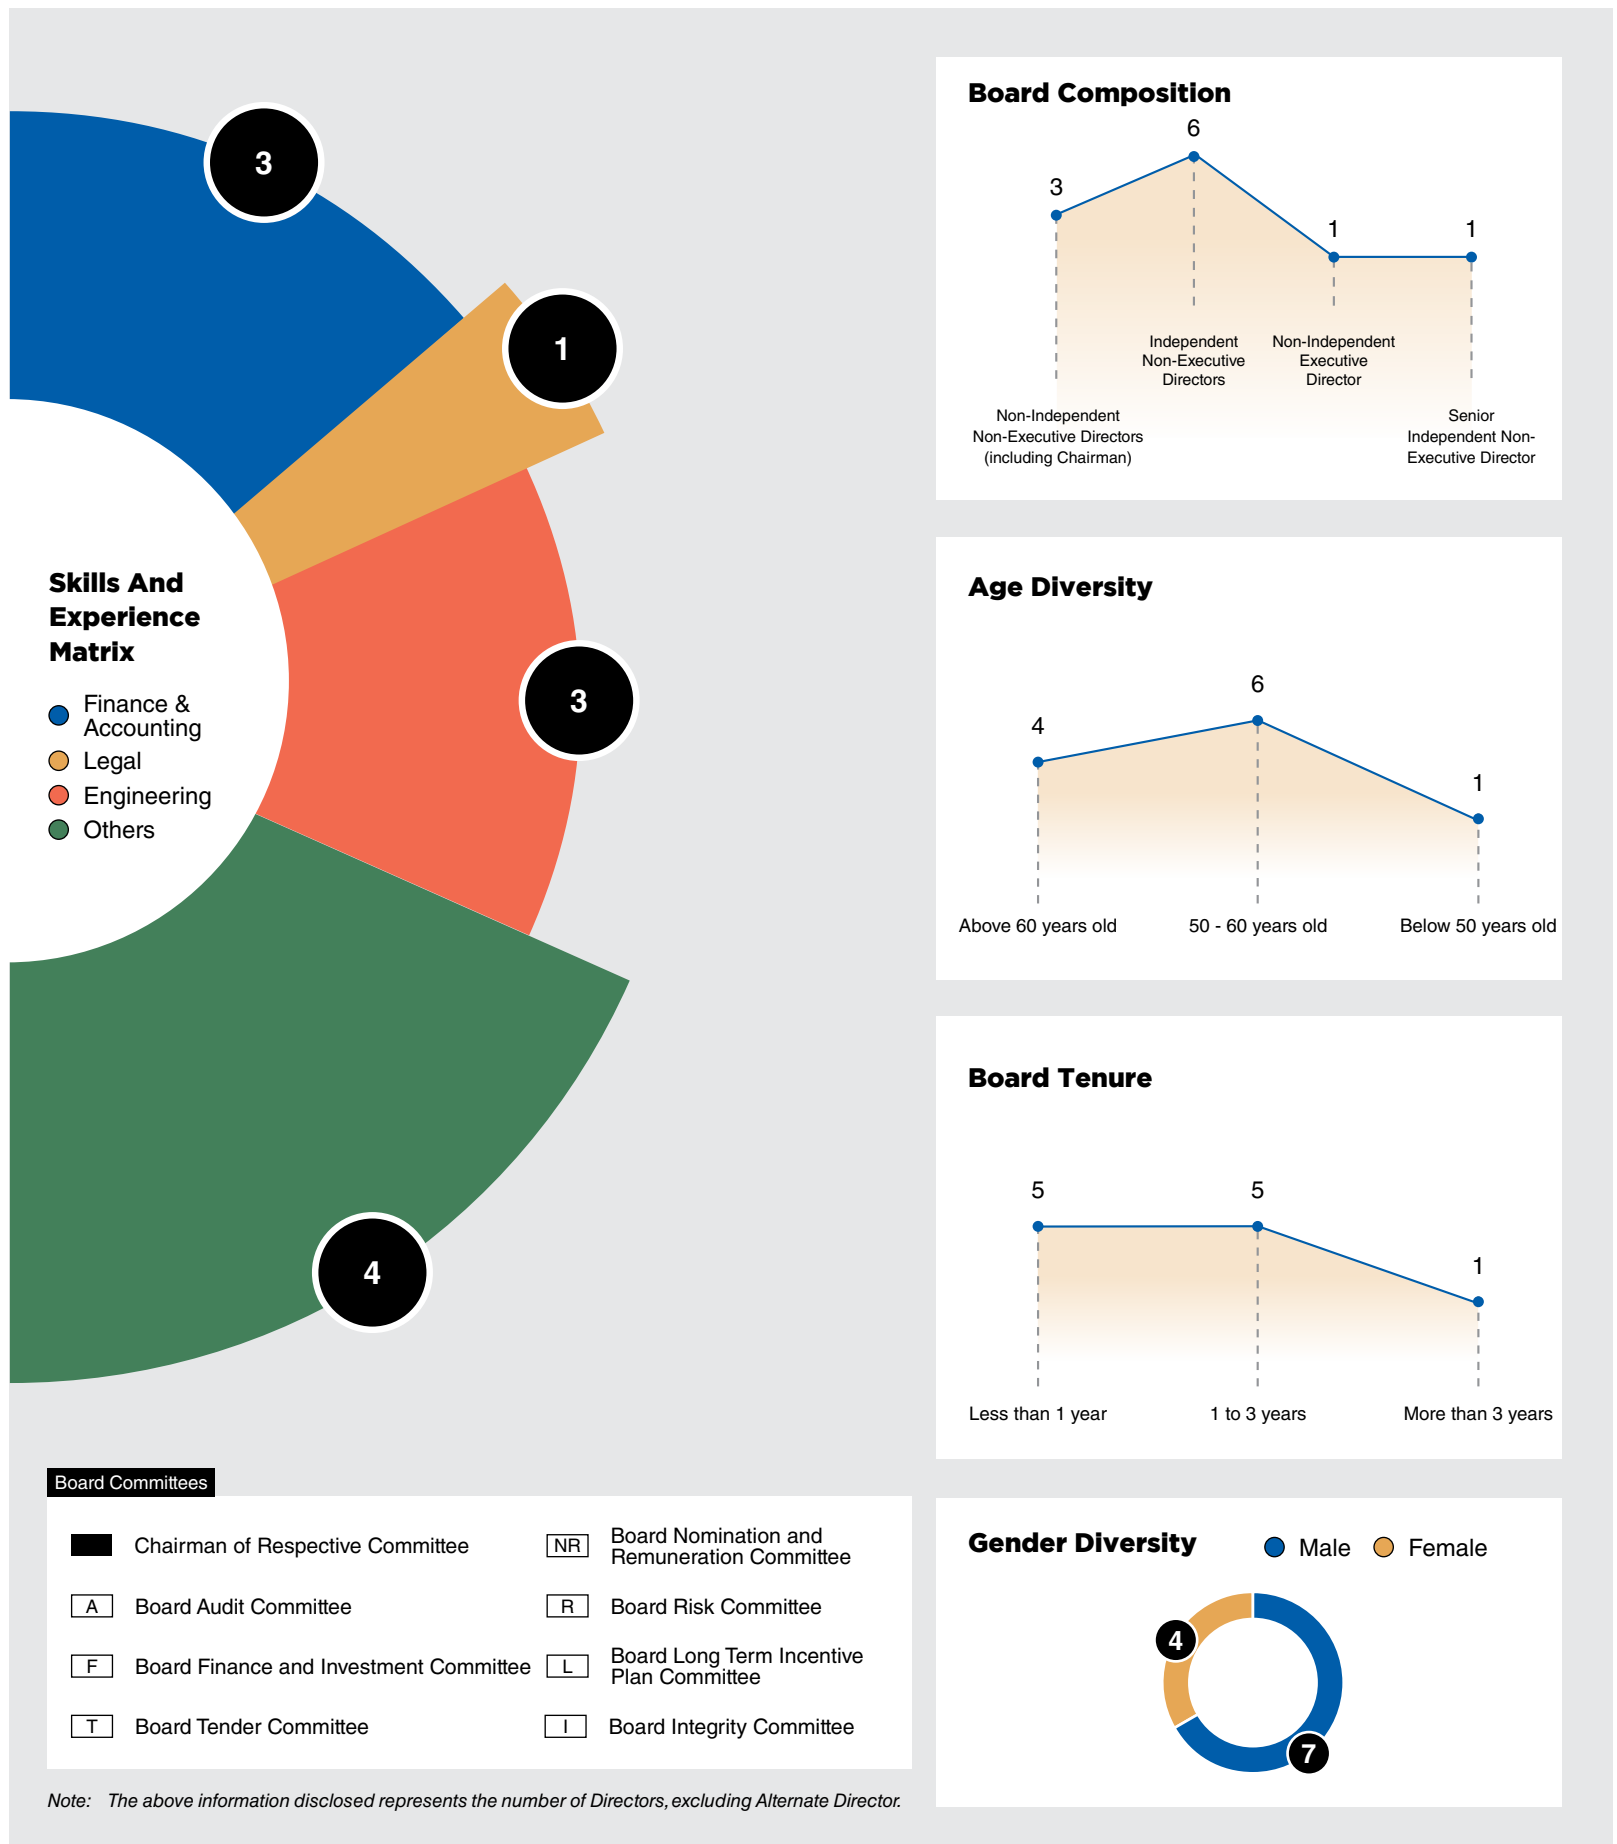 3
1
3
4
Skills And
Experience
Matrix
Finance &
Accounting
Legal
Engineering
Others
Board Composition
3
6
1
1
Independent
Non-Executive
Directors
Non-Independent
Executive
Director
Non-Independent
Non-Executive Directors
(including Chairman)
Senior
Independent Non-
Executive Director
Age Diversity
4
6
1
Above 60 years old
50 - 60 years old
Below 50 years old
Board Tenure
5
5
1
Less than 1 year
1 to 3 years
More than 3 years
Board Committees
Chairman of Respective Committee
A Board Audit Committee
F Board Finance and Investment Committee
T Board Tender Committee
NR Board Nomination and
Remuneration Committee
R Board Risk Committee
L Board Long Term Incentive
Plan Committee
I Board Integrity Committee
Note: The above information disclosed represents the number of Directors, excluding Alternate Director.
Gender Diversity
Male
Female
4
7